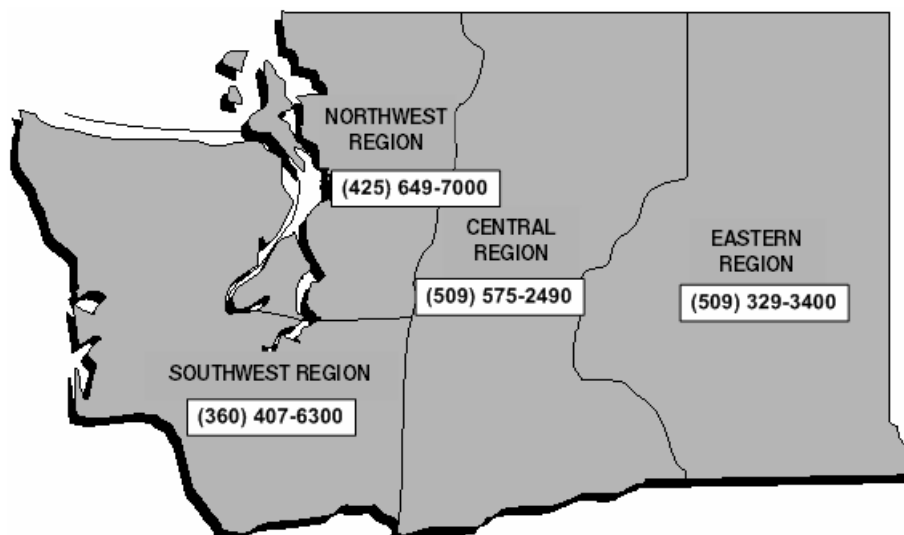 NORTHWEST
REGION
(425) 649-7000
CENTRAL
REGION
(509) 575-2490
EASTERN
REGION
(509) 329-3400
SOUTHWEST REGION
(360) 407-6300